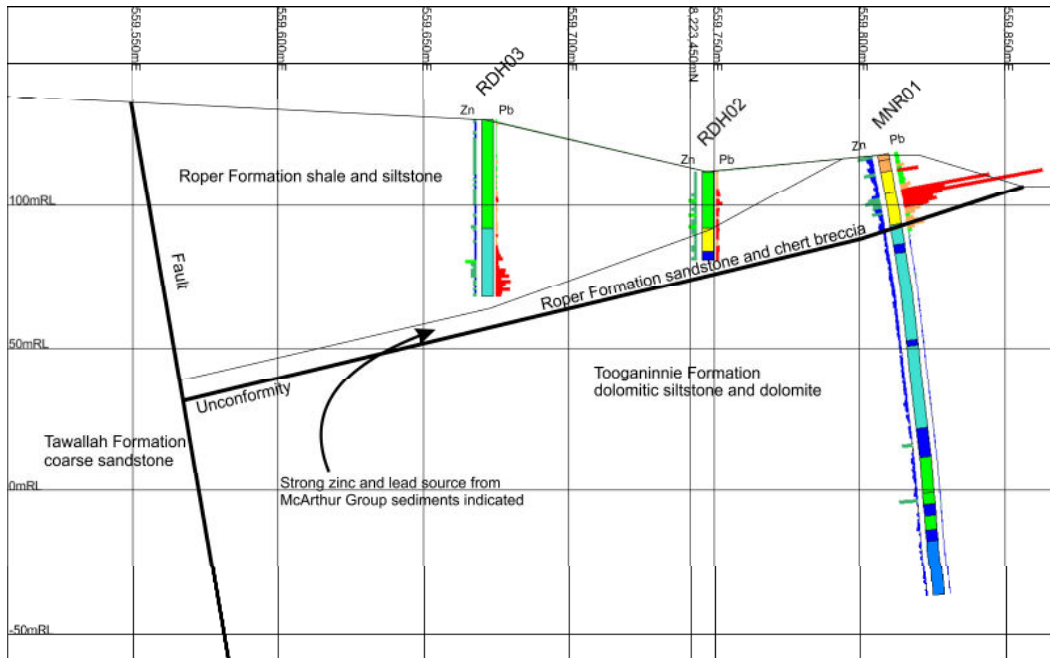 559,550mE
559,600mE
559,650mE
559,700mE
8,223,450mN
559,750mE
559,800mE
559,850mE
RDH03
RDH02
MNR01
Zn
Pb
Zn
Pb
Zn
Pb
Roper Formation shale and siltstone
100mRL
Fault
Roper Formation sandstone and chert breccia
50mRL
Unconformity
Tooganinnie Formation
dolomitic siltstone and dolomite
Tawallah Formation
coarse sandstone
Strong zinc and lead source from
McArthur Group sediments indicated
0mRL
-50mRL